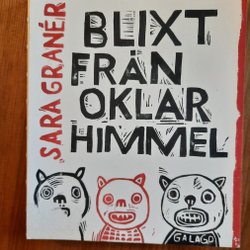 SARA GRANÉR
BLIXT
FRÅN
OKLAR
HIMMEL
GALAGO